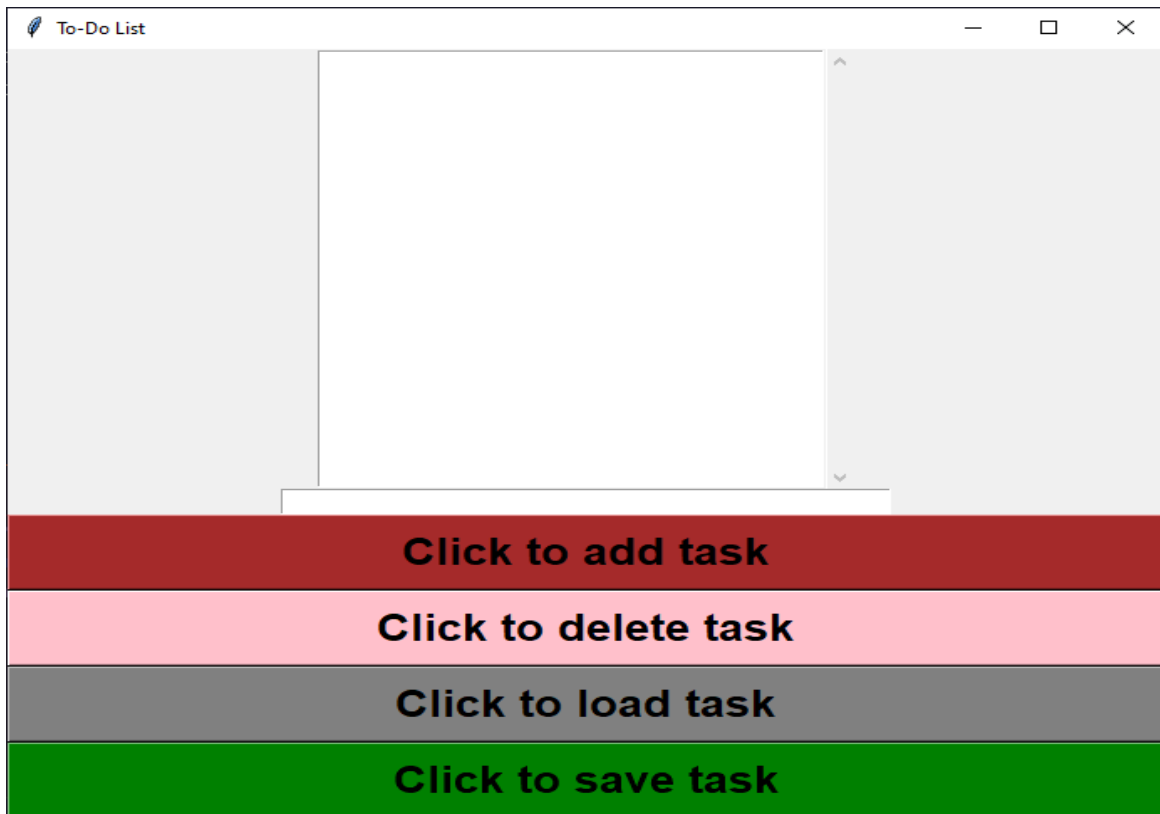 To-Do List
Click to add task
Click to delete task
Click to load task
Click to save task